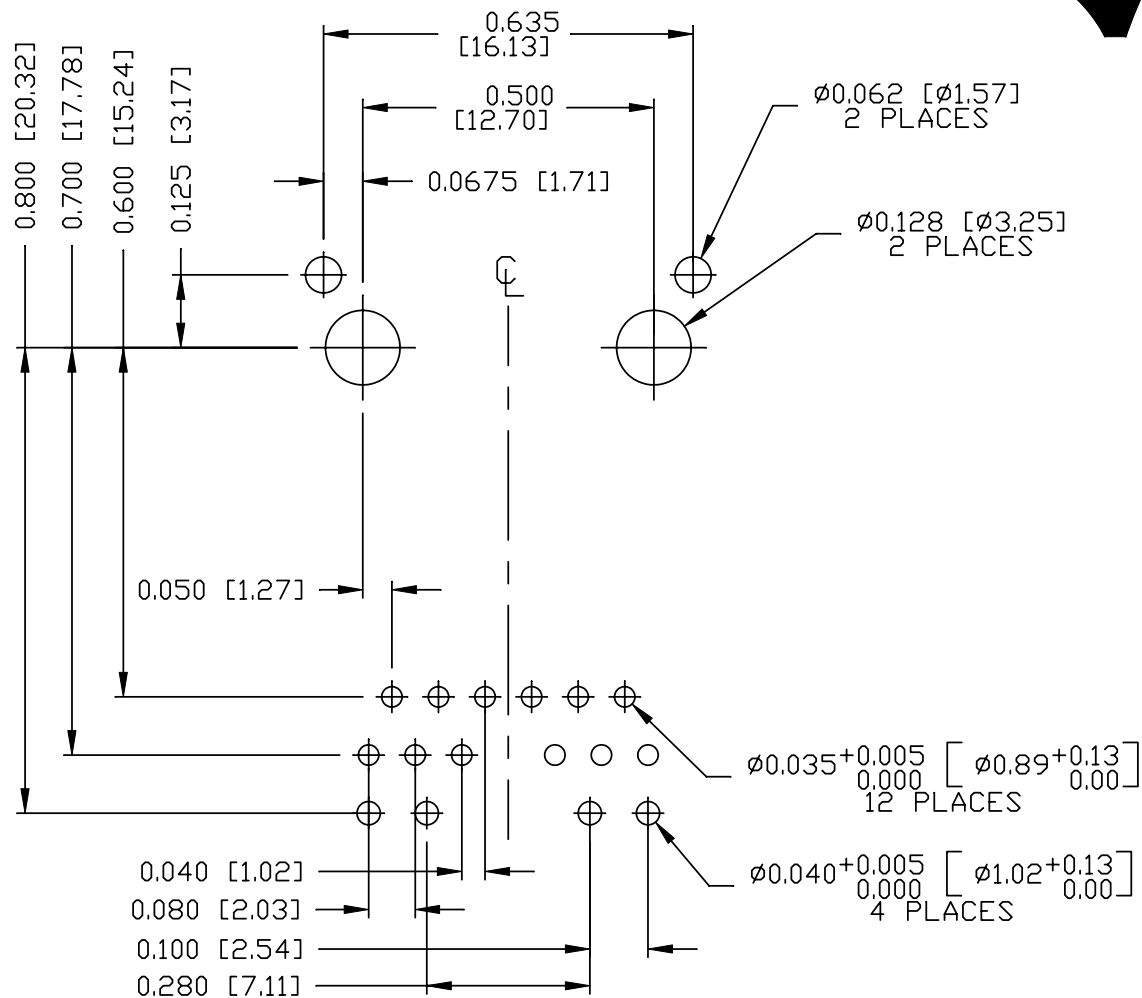 0.635
[16.13]
0.500
[12.70]
0.0675 [1.71]
0.800 [20.32]
0.700 [17.78]
0.600 [15.24]
0.125 [3.17]
ø0.062 [ø1.57]
2 PLACES
ø0.128 [ø3.25]
2 PLACES
CL
0.050 [1.27]
ø0.035+0.005 [ø0.89+0.13]
0.000 0.00
12 PLACES
ø0.040+0.005 [ø1.02+0.13]
0.000 0.00
4 PLACES
0.040 [1.02]
0.080 [2.03]
0.100 [2.54]
0.280 [7.11]